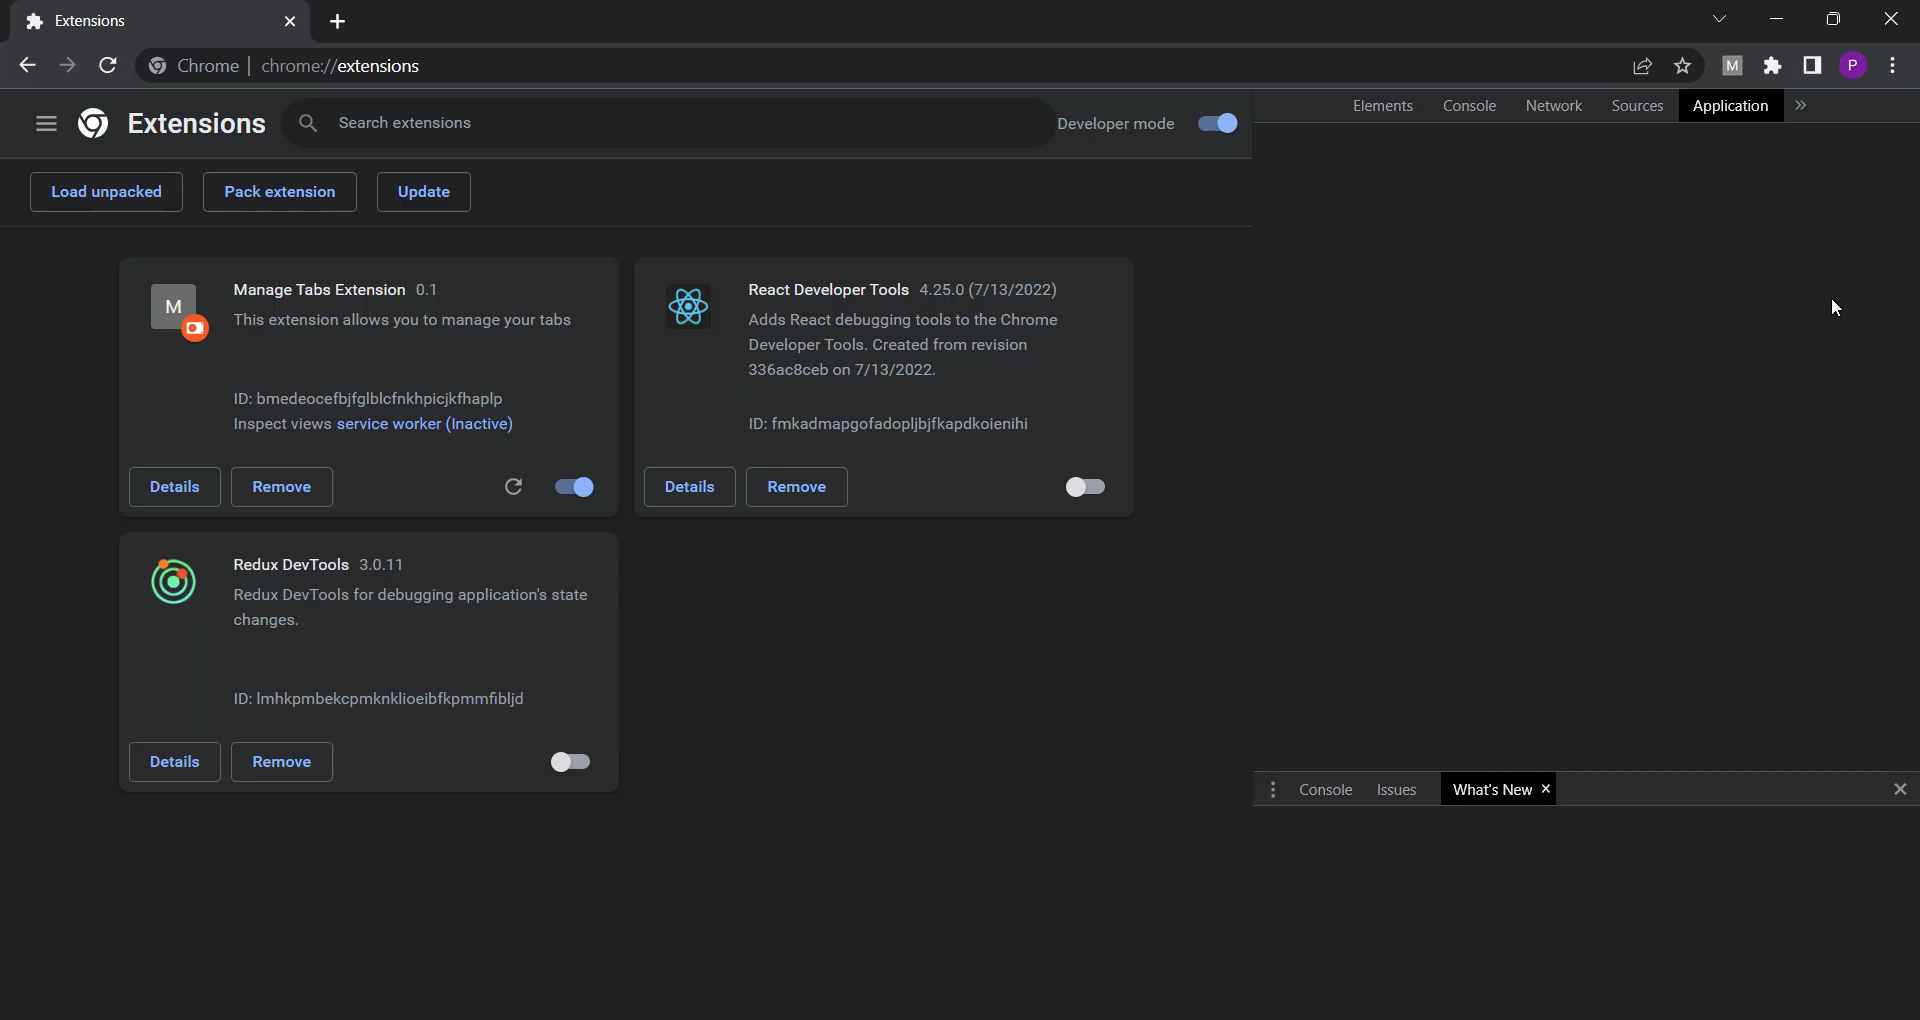 Extensions
Chrome | chrome://extensions
M
P
Extensions
Search extensions
Developer mode
Elements Console Network Sources Application
Load unpacked Pack extension Update
M
Manage Tabs Extension 0.1
This extension allows you to manage your tabs
ID: bmedeocefbjfglblcfnkhpicjkfhaplp
Inspect views service worker (Inactive)
Details Remove
React Developer Tools 4.25.0 (7/13/2022)
Adds React debugging tools to the Chrome
Developer Tools. Created from revision
336ac8ceb on 7/13/2022.
ID: fmkadmapgofadopljbjfkapdkoienihi
Details Remove
Redux DevTools 3.0.11
Redux DevTools for debugging application's state
changes.
ID: lmhkpmbekcpmknklioeibfkpmmfibljd
Details Remove
Console Issues What's New